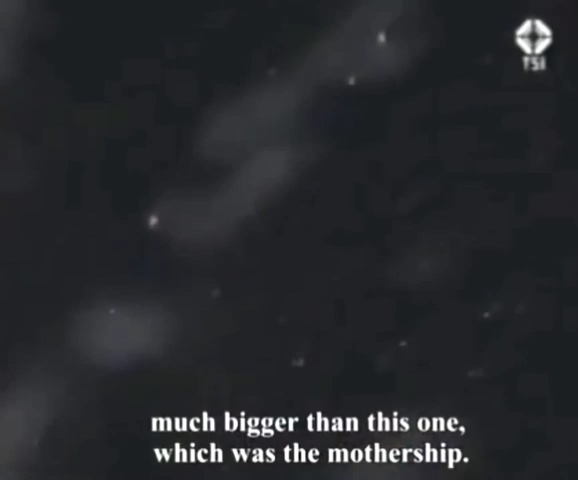 TSI
much bigger than this one,
which was the mothership.